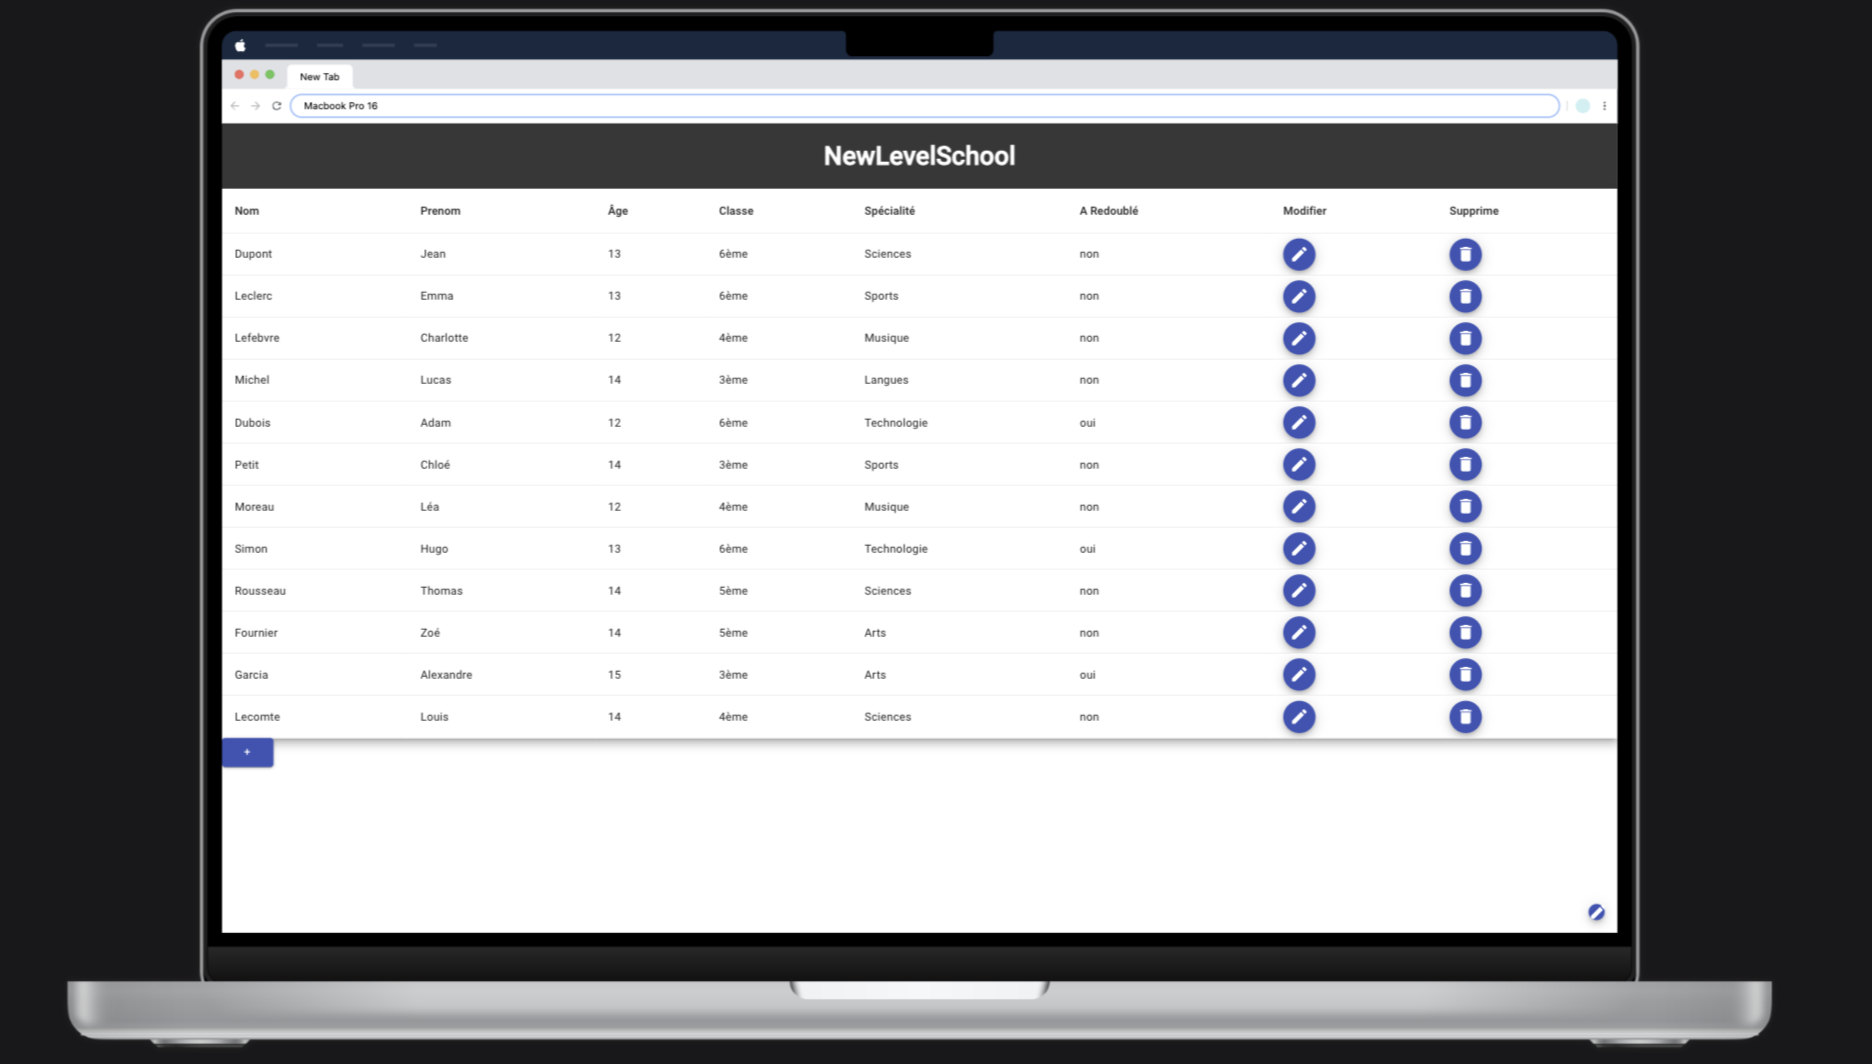 New Tab
Macbook Pro 16
NewLevelSchool
Nom Prenom Âge Classe Spécialité A Redoublé Modifier Supprime
Dupont Jean 13 6ème Sciences non
Leclerc Emma 13 6ème Sports non
Lefebvre Charlotte 12 4ème Musique non
Michel Lucas 14 3ème Langues non
Dubois Adam 12 6ème Technologie oui
Petit Chloé 14 3ème Sports non
Moreau Léa 12 4ème Musique non
Simon Hugo 13 6ème Technologie oui
Rousseau Thomas 14 5ème Sciences non
Fournier Zoé 14 5ème Arts non
Garcia Alexandre 15 3ème Arts oui
Lecomte Louis 14 4ème Sciences non
+